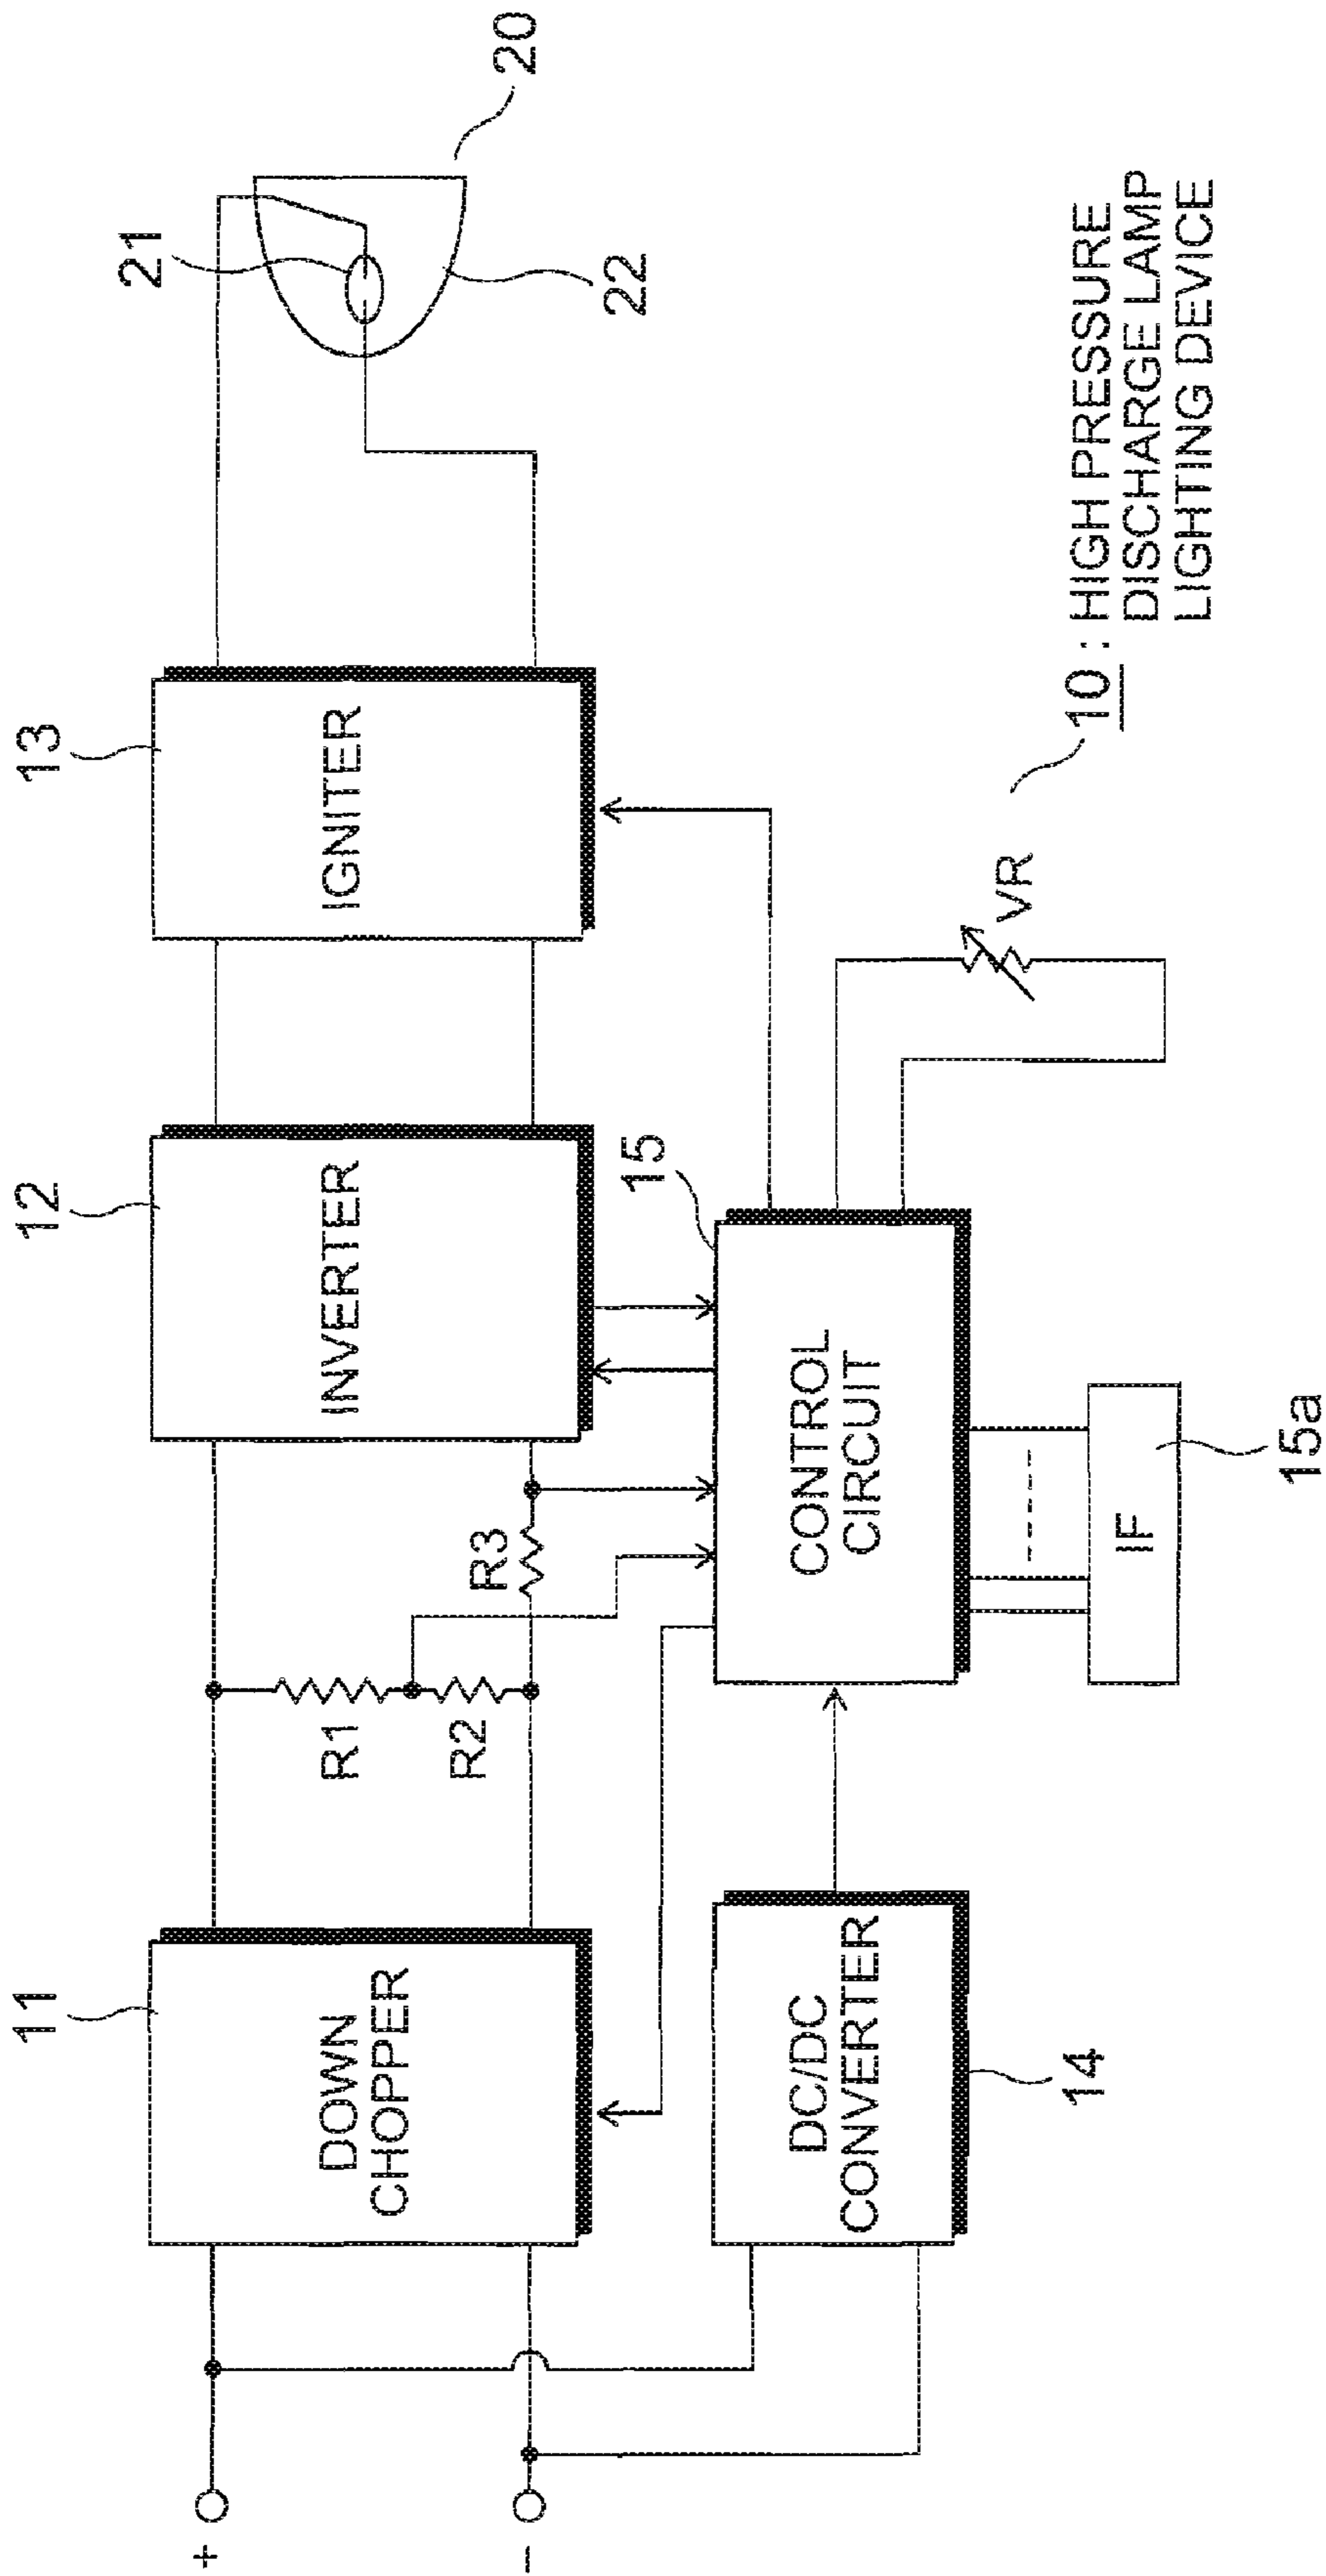 11
12
13
21
20
22
DOWN
CHOPPER
INVERTER
IGNITER
R1
R2
R3
+
−
15
DC/DC
CONVERTER
14
CONTROL
CIRCUIT
IF
15a
VR
10 : HIGH PRESSURE
DISCHARGE LAMP
LIGHTING DEVICE